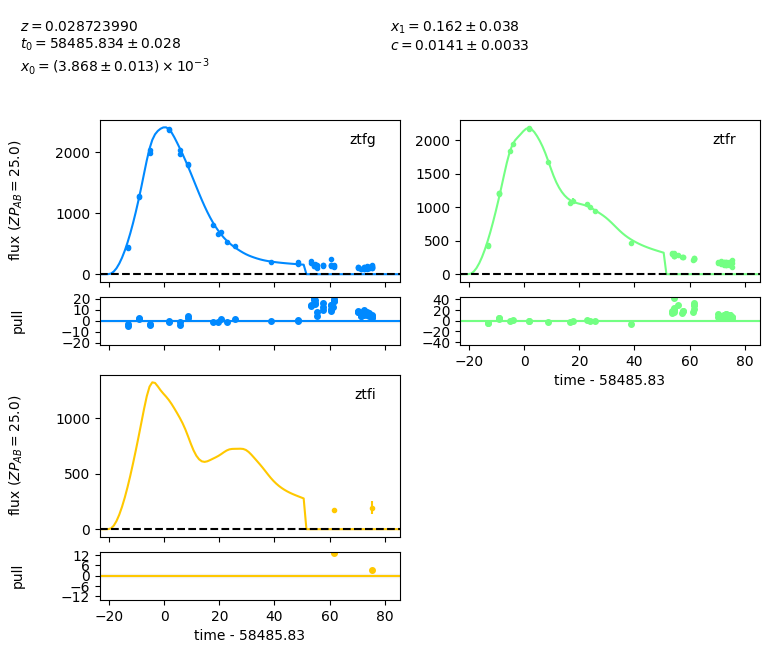 z = 0.028723990
t₀ = 58485.834 ± 0.028
x₀ = (3.868 ± 0.013) × 10⁻³
x₁ = 0.162 ± 0.038
c = 0.0141 ± 0.0033
flux (ZP_AB = 25.0)
ztfg
2000
1000
0
ztfr
2000
1500
1000
500
0
pull
20
10
0
−10
−20
40
20
0
−20
−40
−20 0 20 40 60 80
time - 58485.83
flux (ZP_AB = 25.0)
ztfi
1000
500
0
pull
12
6
0
−6
−12
−20 0 20 40 60 80
time - 58485.83